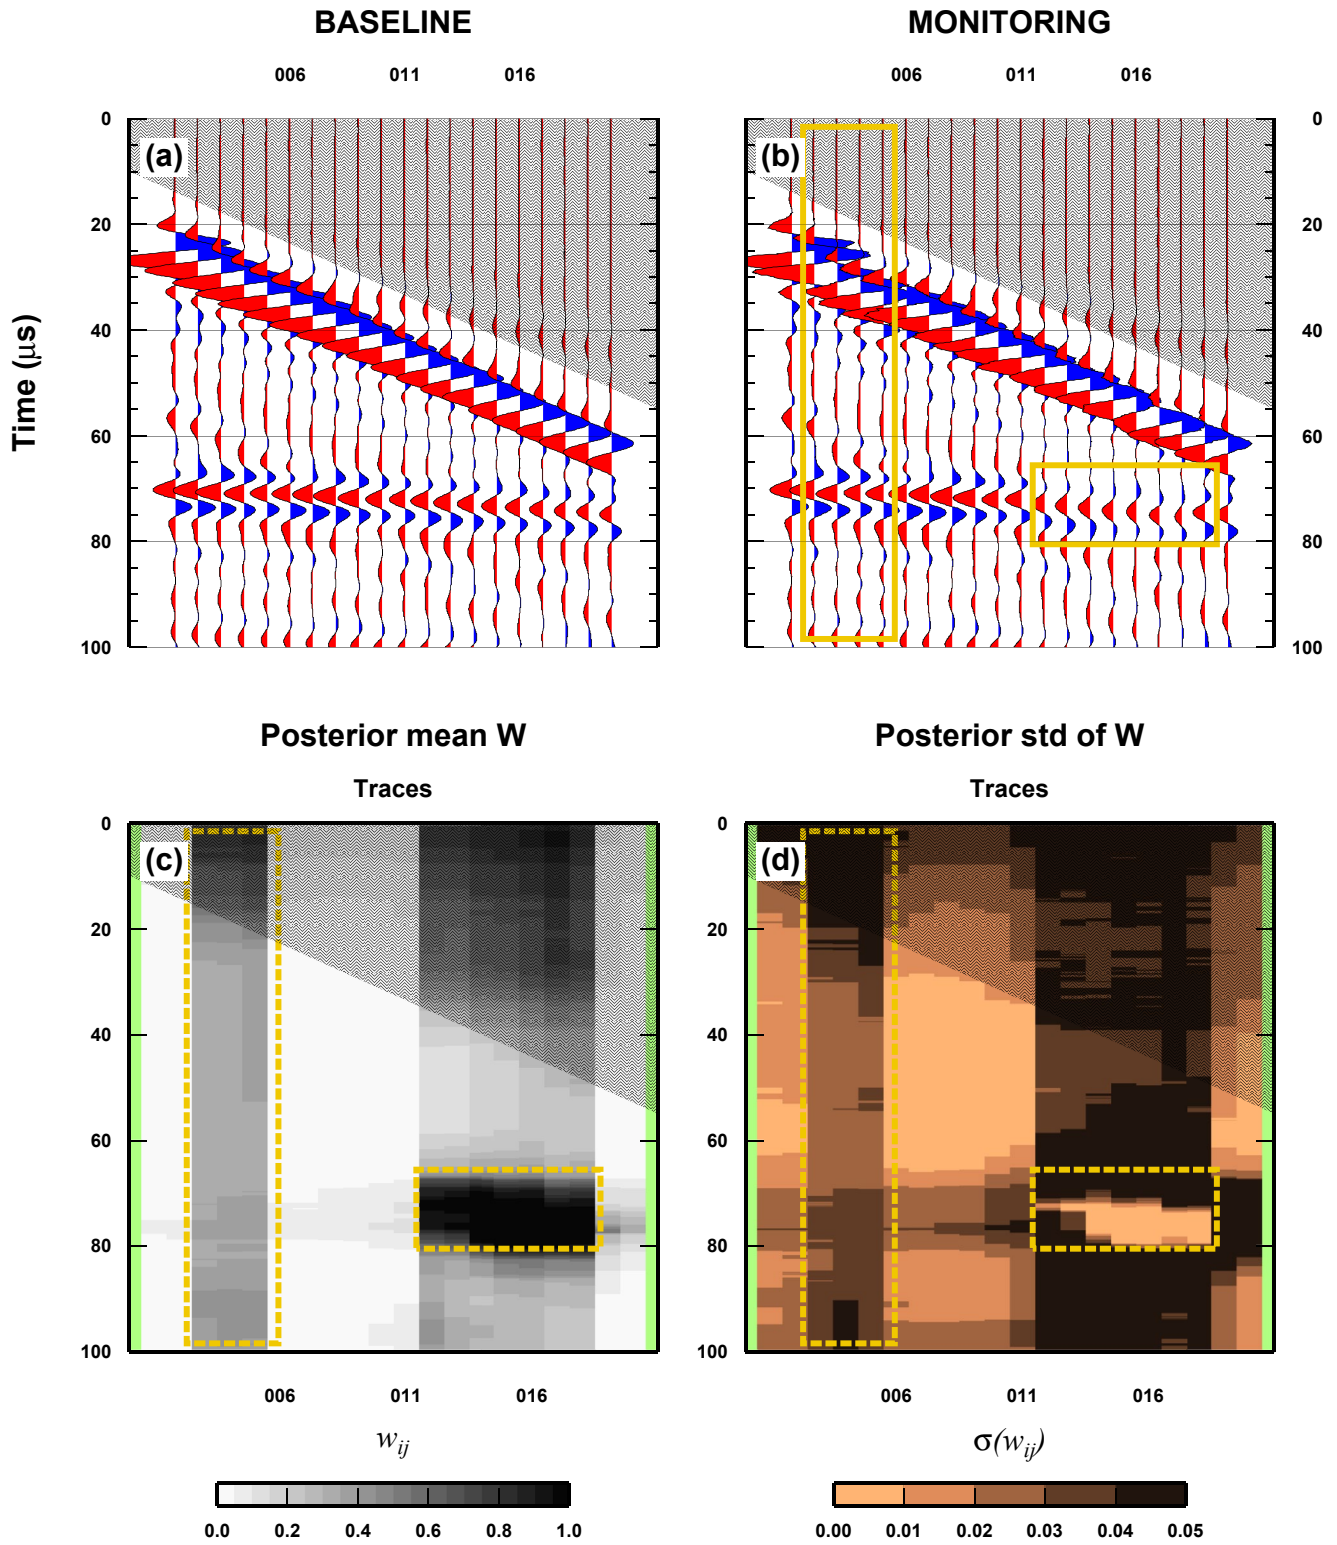 BASELINE MONITORING
006 011 016 006 011 016
0 0
(a) (b)
20 20
40 40
60 60
80 80
100 100
Time (μs)
Posterior mean W Posterior std of W
Traces Traces
0 0
(c) (d)
20 20
40 40
60 60
80 80
100 100
006 011 016 006 011 016
wij σ(wij)
0.0 0.2 0.4 0.6 0.8 1.0 0.00 0.01 0.02 0.03 0.04 0.05